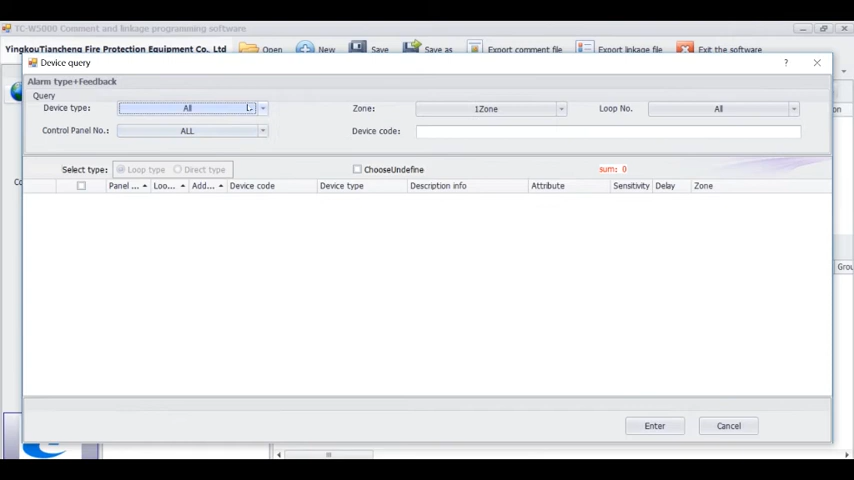 TC-W5000 Comment and linkage programming software
YingkouTiancheng Fire Protection Equipment Co., Ltd Open New Save Save as Export comment file Export linkage file Exit the software
Device query ?
Alarm type+Feedback
Query
Device type: All Zone: 1Zone Loop No. All
Control Panel No.: ALL Device code:
Select type: Loop type Direct type ChooseUndefine sum: 0
Panel ... Loo... Add... Device code Device type Description info Attribute Sensitivity Delay Zone
Grou
Enter Cancel